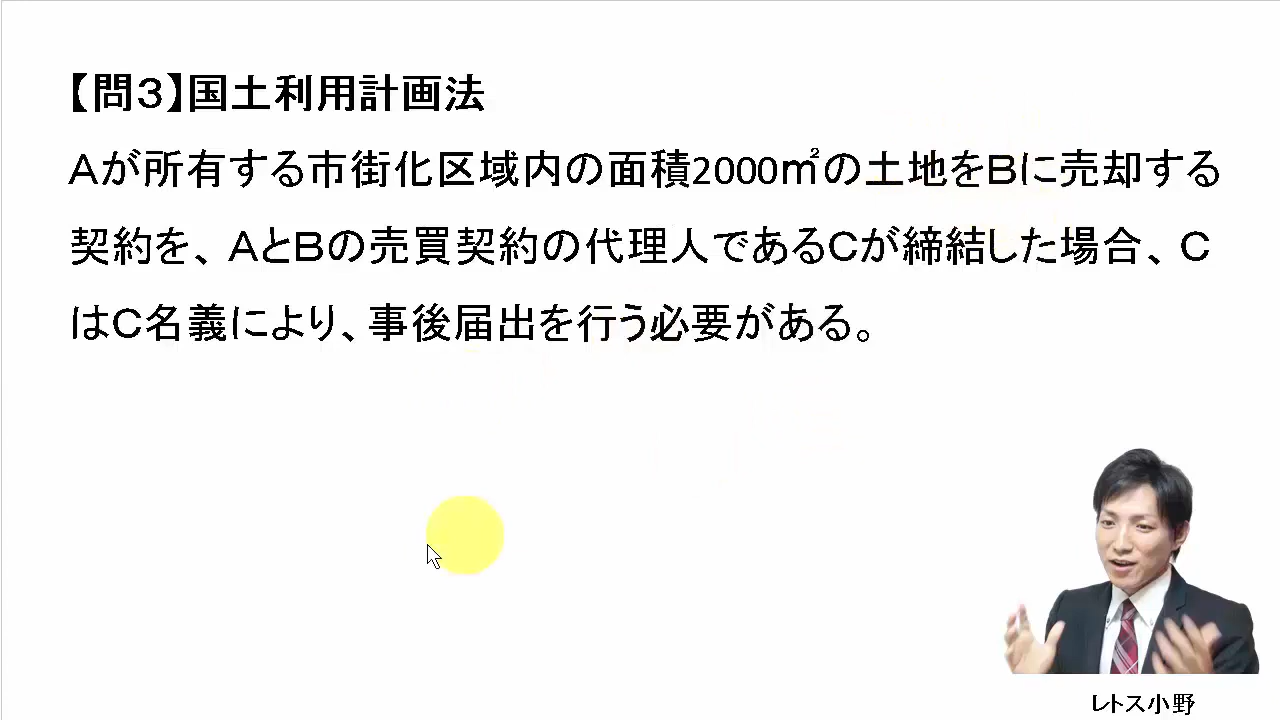 【問３】国土利用計画法
Ａが所有する市街化区域内の面積2000㎡の土地をＢに売却する
契約を、ＡとＢの売買契約の代理人であるＣが締結した場合、Ｃ
はＣ名義により、事後届出を行う必要がある。
レトス小野